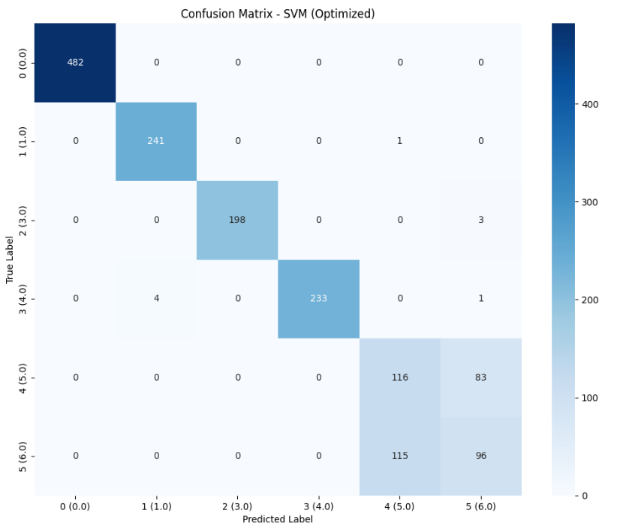 Confusion Matrix - SVM (Optimized)
True Label
0 (0.0)
482 0 0 0 0 0
1 (1.0)
0 241 0 0 1 0
2 (3.0)
0 0 198 0 0 3
3 (4.0)
0 4 0 233 0 1
4 (5.0)
0 0 0 0 116 83
5 (6.0)
0 0 0 0 115 96
0 (0.0) 1 (1.0) 2 (3.0) 3 (4.0) 4 (5.0) 5 (6.0)
Predicted Label
400
300
200
100
0